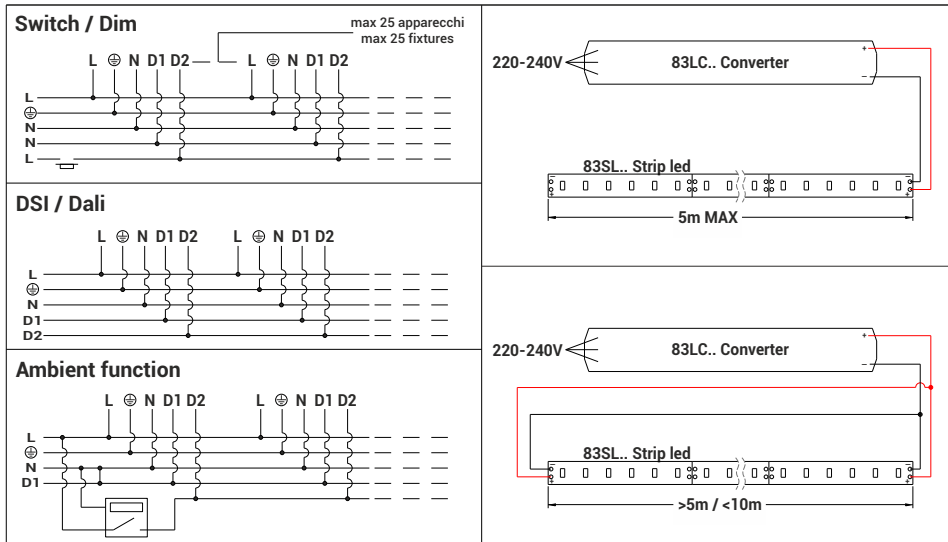 Switch / Dim
max 25 apparecchi
max 25 fixtures
L ⏚ N D1 D2 L ⏚ N D1 D2
L
⏚
N
N
L
DSI / Dali
L ⏚ N D1 D2 L ⏚ N D1 D2
L
⏚
N
D1
D2
Ambient function
L ⏚ N D1 D2 L ⏚ N D1 D2
L
⏚
N
D1
220-240V
83LC.. Converter
+
−
83SL.. Strip led
−
+
−
+
5m MAX
220-240V
83LC.. Converter
+
−
83SL.. Strip led
−
+
−
+
>5m / <10m